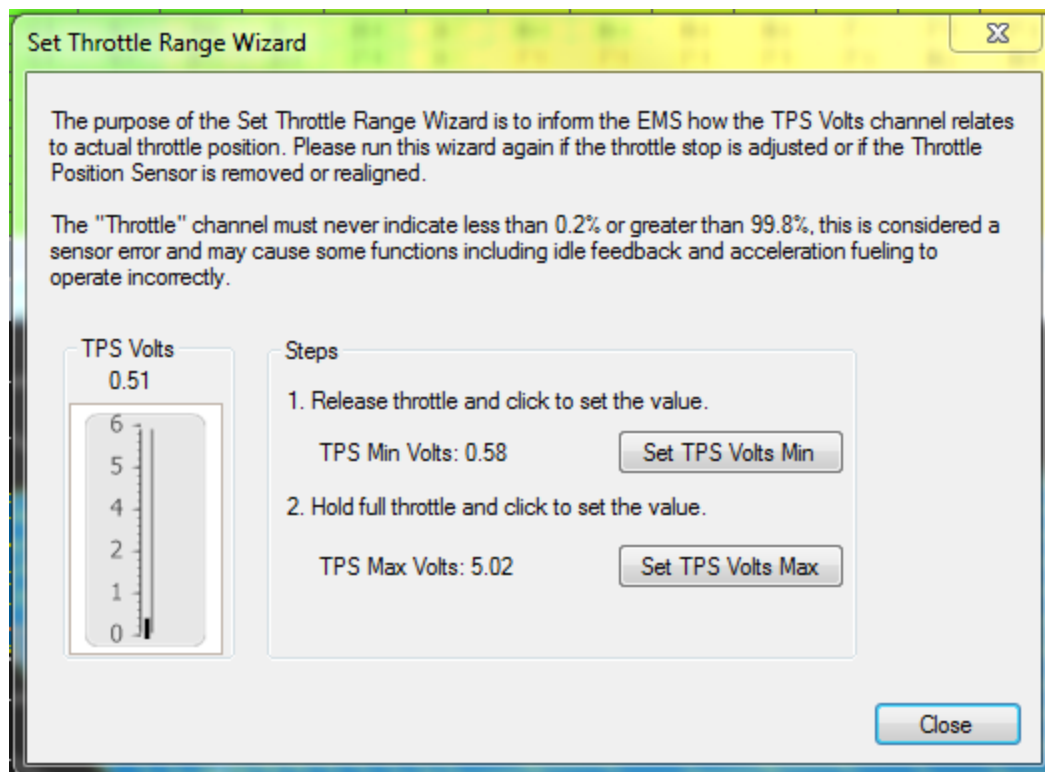 Set Throttle Range Wizard
The purpose of the Set Throttle Range Wizard is to inform the EMS how the TPS Volts channel relates
to actual throttle position. Please run this wizard again if the throttle stop is adjusted or if the Throttle
Position Sensor is removed or realigned.
The "Throttle" channel must never indicate less than 0.2% or greater than 99.8%, this is considered a
sensor error and may cause some functions including idle feedback and acceleration fueling to
operate incorrectly.
TPS Volts
0.51
6
5
4
2
1
0
Steps
1. Release throttle and click to set the value.
TPS Min Volts: 0.58 Set TPS Volts Min
2. Hold full throttle and click to set the value.
TPS Max Volts: 5.02 Set TPS Volts Max
Close